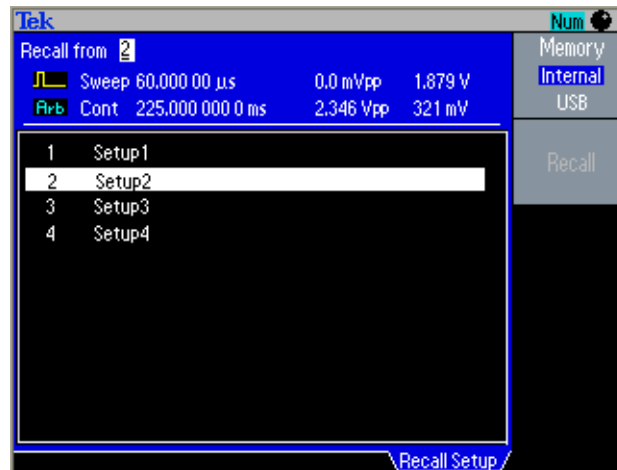 Tek
Num
Recall from 2
Sweep 60.000 00 µs 0.0 mVpp 1.879 V
Arb Cont 225.000 000 0 ms 2.346 Vpp 321 mV
1 Setup1
2 Setup2
3 Setup3
4 Setup4
Recall Setup
Memory
Internal
USB
Recall